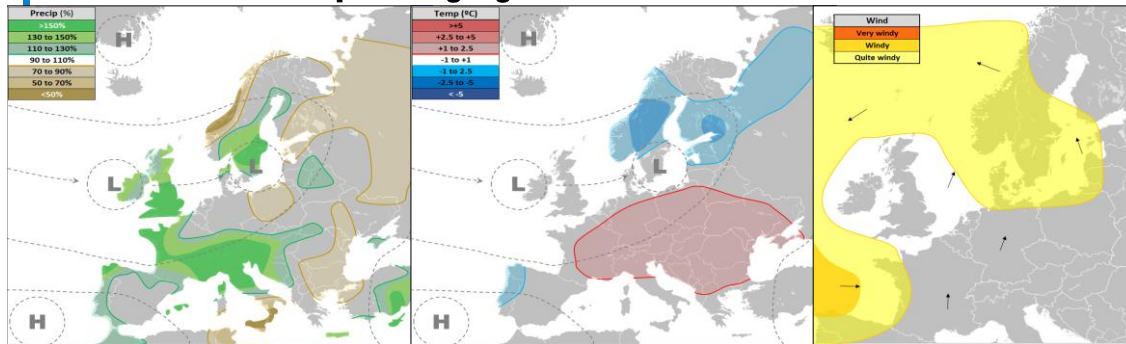 Precip (%)
>150%
130 to 150%
110 to 130%
90 to 110%
70 to 90%
50 to 70%
<50%
H
L
L
H
H
Temp (ºC)
>+5
+2.5 to +5
+1 to 2.5
-1 to +1
-1 to 2.5
-2.5 to -5
< -5
H
L
L
H
H
Wind
Very windy
Windy
Quite windy